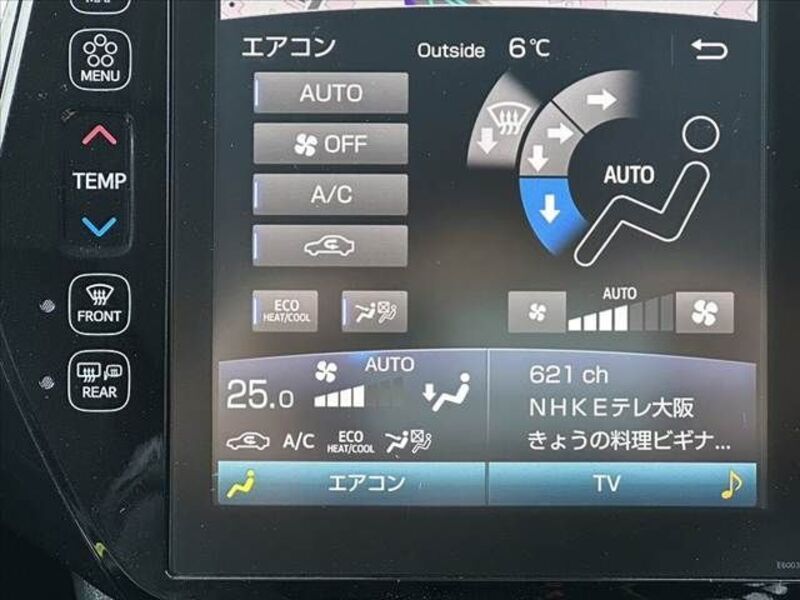 MENU
TEMP
FRONT
REAR
エアコン
Outside 6℃
AUTO
OFF
A/C
ECO
HEAT/COOL
AUTO
AUTO
25.0
AUTO
A/C
ECO
HEAT/COOL
621 ch
NHKEテレ大阪
きょうの料理ビギナ...
エアコン
TV